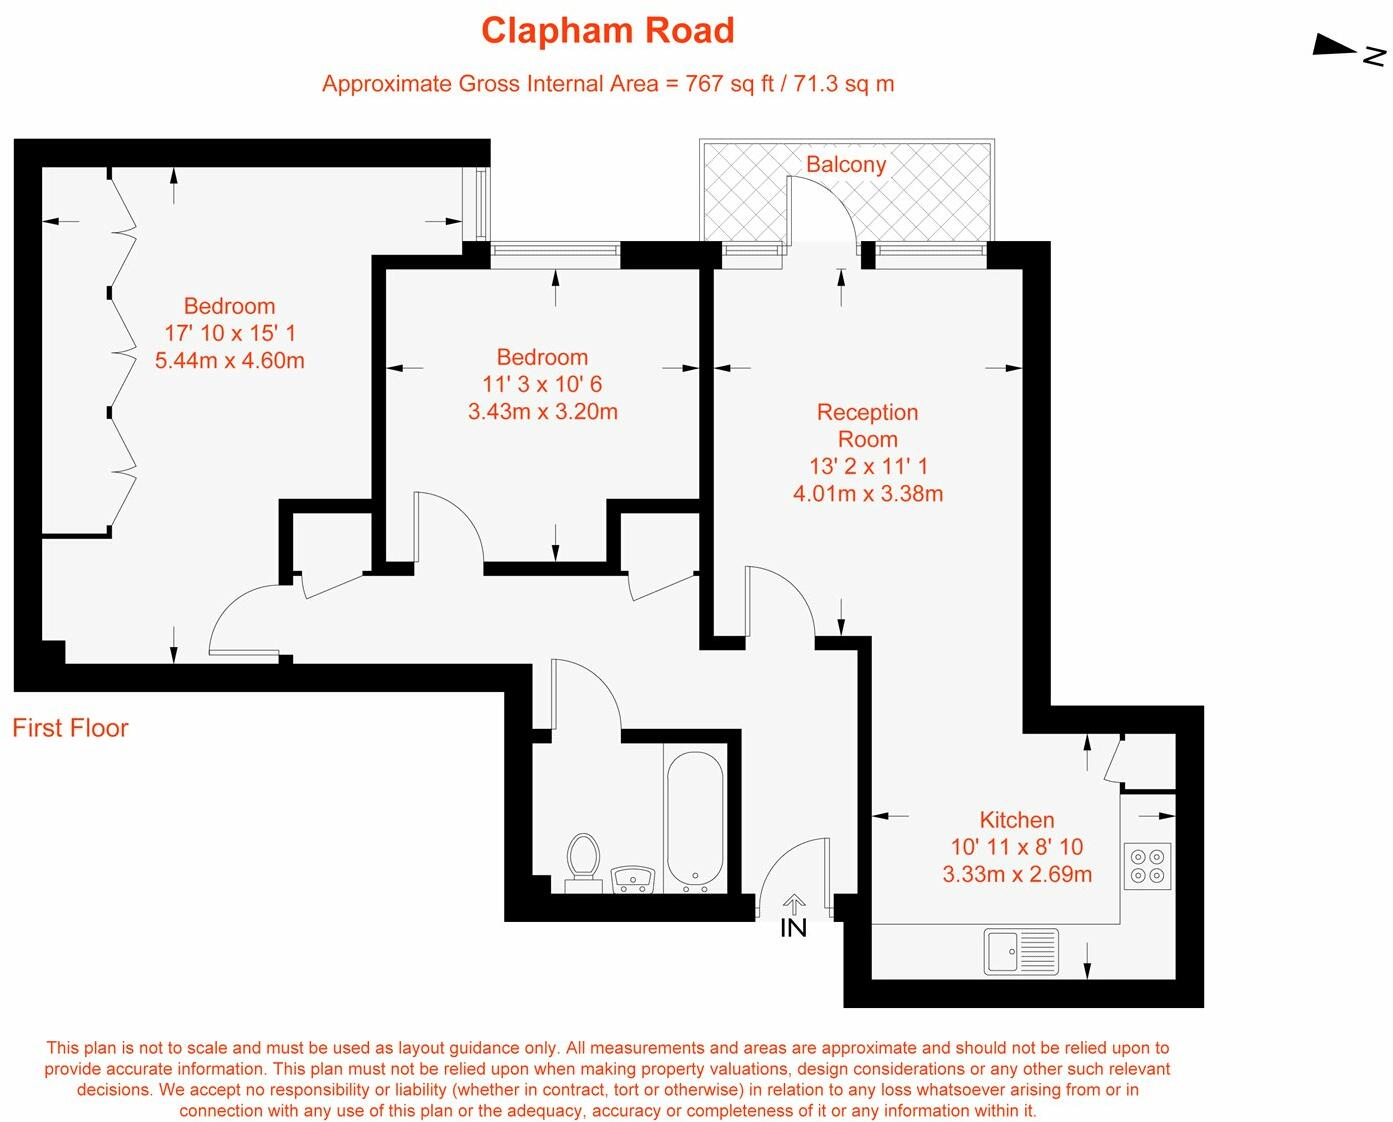 Clapham Road
Approximate Gross Internal Area = 767 sq ft / 71.3 sq m
N
Balcony
Bedroom
17' 10 x 15' 1
5.44m x 4.60m
Bedroom
11' 3 x 10' 6
3.43m x 3.20m
Reception
Room
13' 2 x 11' 1
4.01m x 3.38m
First Floor
Kitchen
10' 11 x 8' 10
3.33m x 2.69m
IN
This plan is not to scale and must be used as layout guidance only. All measurements and areas are approximate and should not be relied upon to
provide accurate information. This plan must not be relied upon when making property valuations, design considerations or any other such relevant
decisions. We accept no responsibility or liability (whether in contract, tort or otherwise) in relation to any loss whatsoever arising from or in
connection with any use of this plan or the adequacy, accuracy or completeness of it or any information within it.